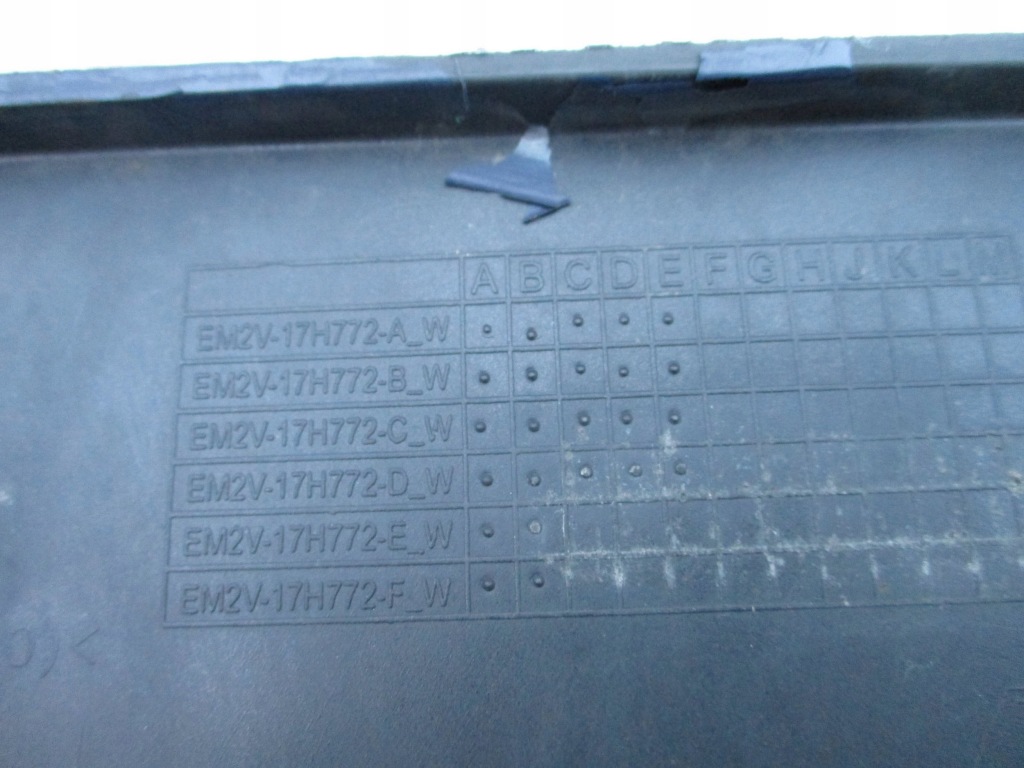 A B C D E F G H J K L M
EM2V-17H772-A_W
EM2V-17H772-B_W
EM2V-17H772-C_W
EM2V-17H772-D_W
EM2V-17H772-E_W
EM2V-17H772-F_W